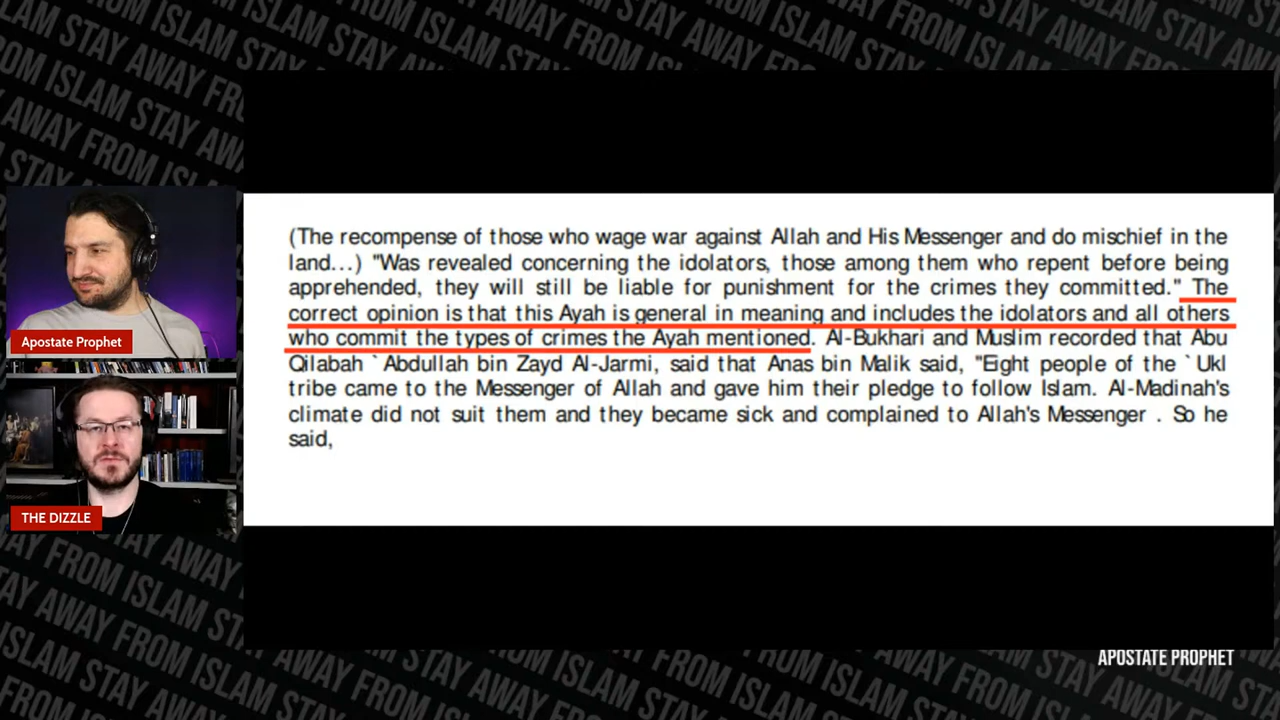 (The recompense of those who wage war against Allah and His Messenger and do mischief in the
land...) "Was revealed concerning the idolators, those among them who repent before being
apprehended, they will still be liable for punishment for the crimes they committed." The
correct opinion is that this Ayah is general in meaning and includes the idolators and all others
who commit the types of crimes the Ayah mentioned. Al-Bukhari and Muslim recorded that Abu
Qilabah `Abdullah bin Zayd Al-Jarmi, said that Anas bin Malik said, "Eight people of the `Ukl
tribe came to the Messenger of Allah and gave him their pledge to follow Islam. Al-Madinah's
climate did not suit them and they became sick and complained to Allah's Messenger . So he
said,
Apostate Prophet
THE DIZZLE
APOSTATE PROPHET
STAY AWAY FROM ISLAM